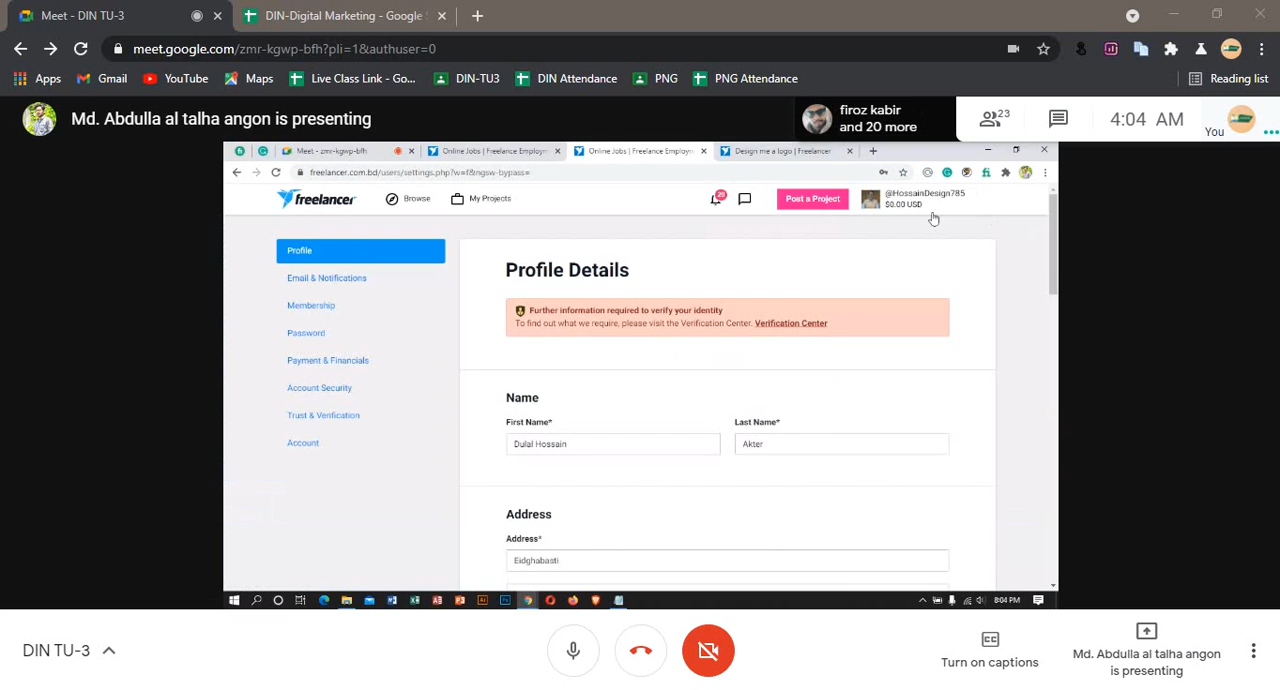 Meet - DIN TU-3
DIN-Digital Marketing - Google
meet.google.com/zmr-kgwp-bfh?pli=1&authuser=0
Apps Gmail YouTube Maps Live Class Link - Go... DIN-TU3 DIN Attendance PNG PNG Attendance Reading list
Md. Abdulla al talha angon is presenting
firoz kabir
and 20 more
23
4:04 AM
You
Meet - zmr-kgwp-bfh
Online Jobs | Freelance Employm
Online Jobs | Freelance Employm
Design me a logo | Freelancer
freelancer.com.bd/users/settings.php?w=f&ngsw-bypass=
freelancer Browse My Projects
Post a Project
@HossainDesign785
$0.00 USD
Profile
Email & Notifications
Membership
Password
Payment & Financials
Account Security
Trust & Verification
Account
Profile Details
Further information required to verify your identity
To find out what we require, please visit the Verification Center. Verification Center
Name
First Name* Last Name*
Dulal Hossain Akter
Address
Address*
Eidghabasti
8:04 PM
DIN TU-3
Turn on captions
Md. Abdulla al talha angon
is presenting